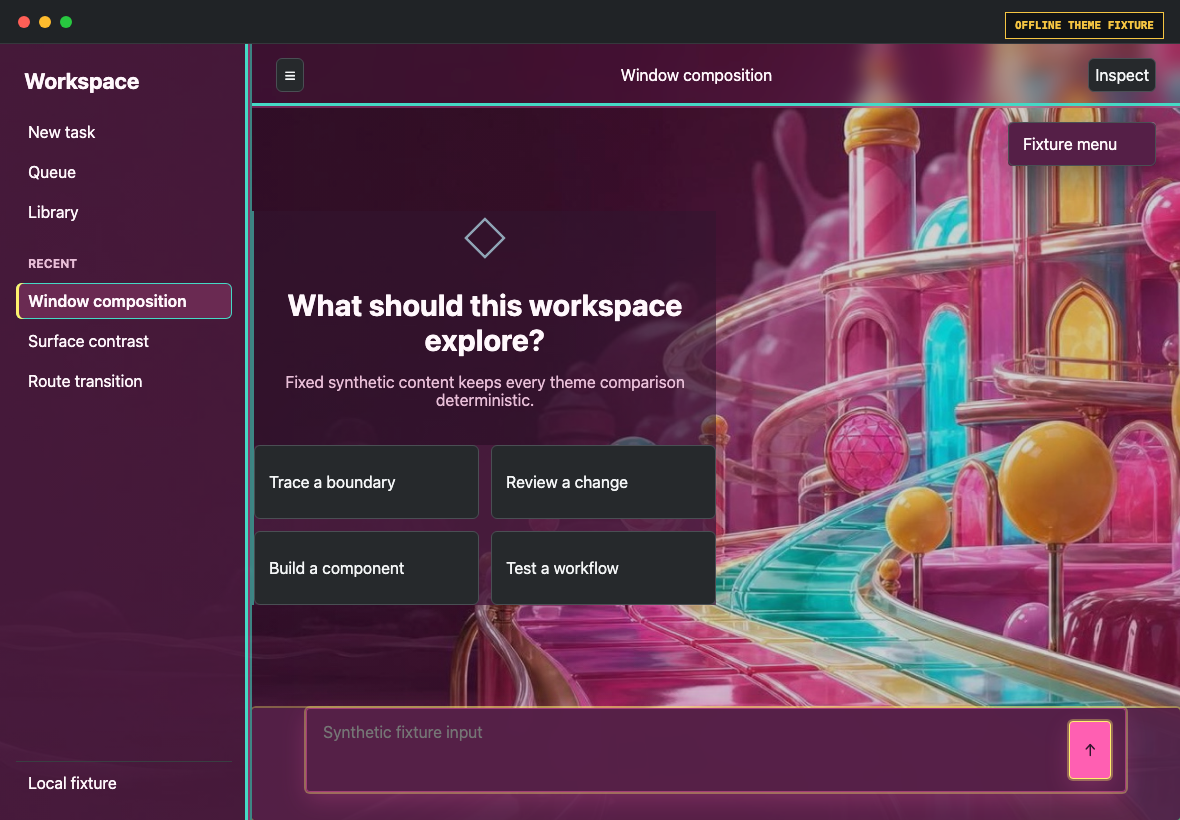 OFFLINE THEME FIXTURE
Workspace
New task
Queue
Library
RECENT
Window composition
Surface contrast
Route transition
Local fixture
Window composition
Inspect
Fixture menu
What should this workspace
explore?
Fixed synthetic content keeps every theme comparison
deterministic.
Trace a boundary
Review a change
Build a component
Test a workflow
Synthetic fixture input